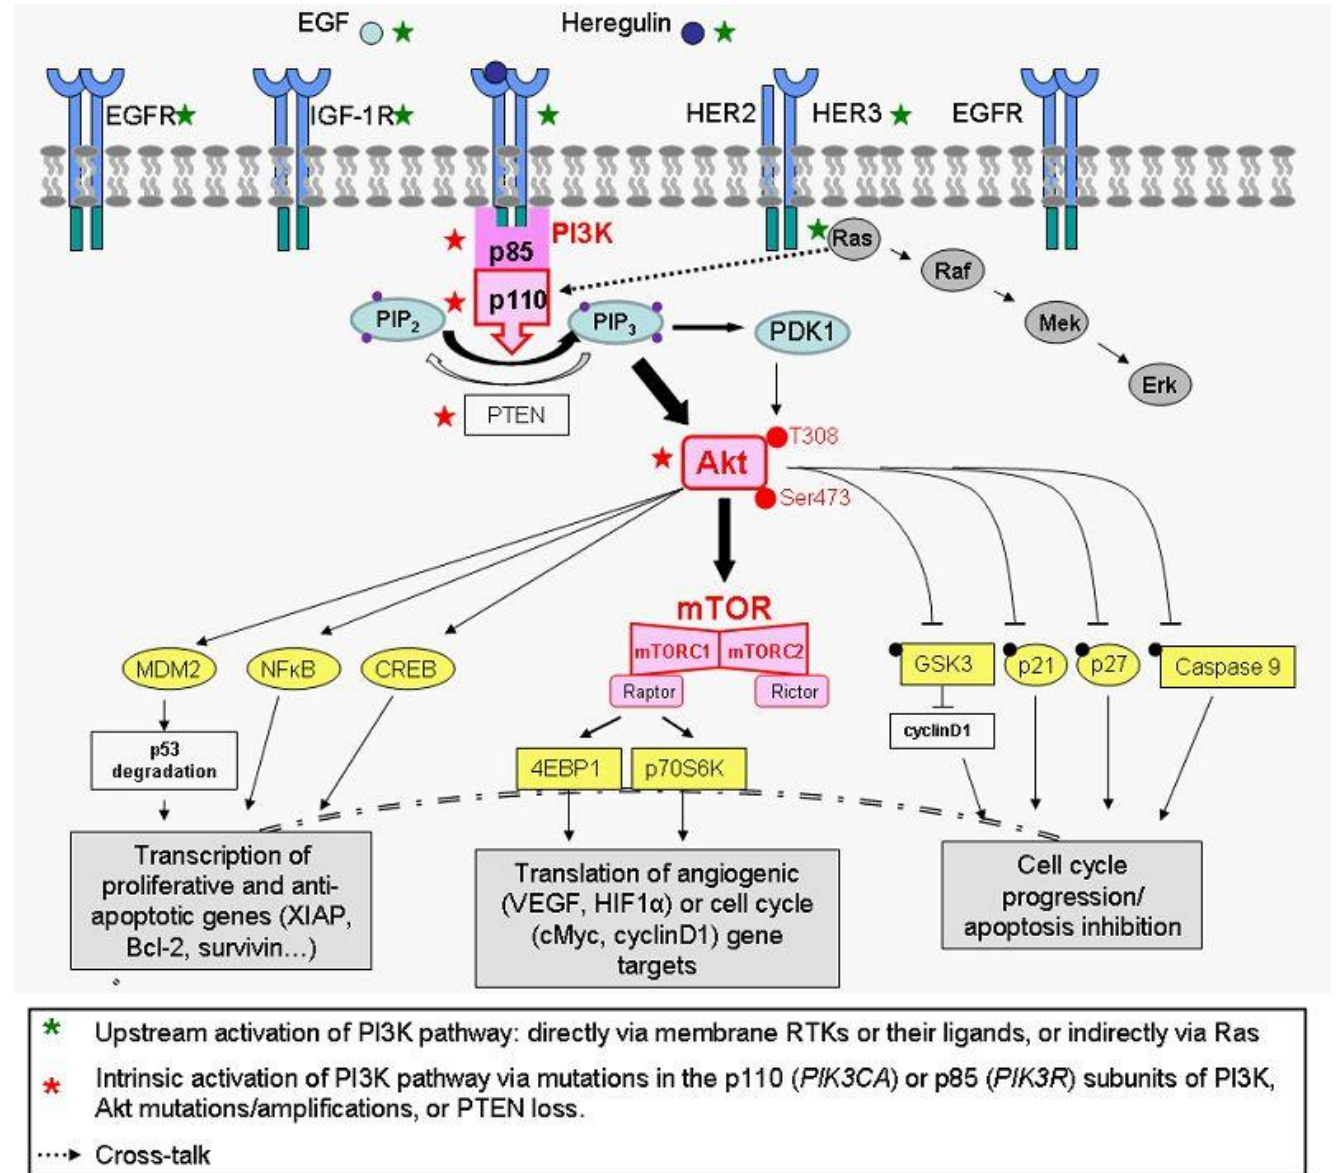 EGF
Heregulin
EGFR
IGF-1R
HER2
HER3
EGFR
PI3K
p85
Ras
Raf
p110
PIP2
PIP3
PDK1
Mek
Erk
PTEN
T308
Akt
Ser473
mTOR
mTORC1
mTORC2
MDM2
NFκB
CREB
Raptor
Rictor
GSK3
p21
p27
Caspase 9
p53
degradation
cyclinD1
4EBP1
p70S6K
Transcription of
proliferative and anti-
apoptotic genes (XIAP,
Bcl-2, survivin...)
Translation of angiogenic
(VEGF, HIF1α) or cell cycle
(cMyc, cyclinD1) gene
targets
Cell cycle
progression/
apoptosis inhibition
* Upstream activation of PI3K pathway: directly via membrane RTKs or their ligands, or indirectly via Ras
* Intrinsic activation of PI3K pathway via mutations in the p110 (PIK3CA) or p85 (PIK3R) subunits of PI3K,
Akt mutations/amplifications, or PTEN loss.
Cross-talk